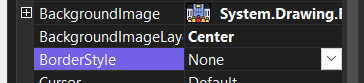 BackgroundImage System.Drawing.
BackgroundImageLay Center
BorderStyle None
Cursor Default